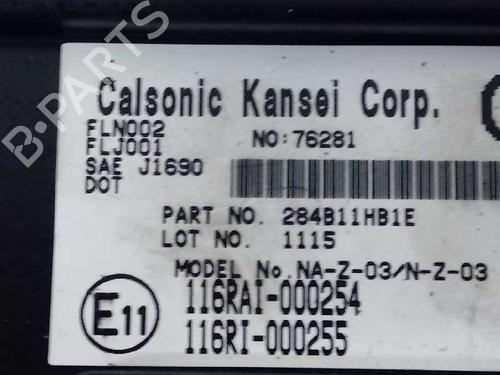 Calsonic Kansei Corp.
FLN002
FLJ001
NO:76281
SAE J1690
DOT
PART NO. 284B11HB1E
LOT NO. 1115
MODEL No.NA-Z-03/N-Z-03
E11
116RAI-000254
116RI-000255
B-PARTS